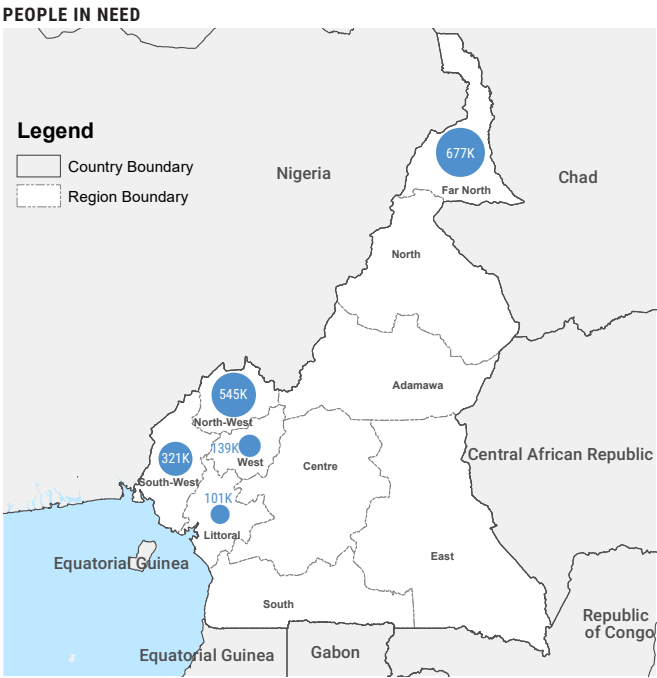 PEOPLE IN NEED
Legend
Country Boundary
Region Boundary
Nigeria
Chad
677K
Far North
North
Adamawa
545K
North-West
139K
West
321K
South-West
101K
Littoral
Centre
Central African Republic
East
Equatorial Guinea
South
Republic
of Congo
Equatorial Guinea
Gabon